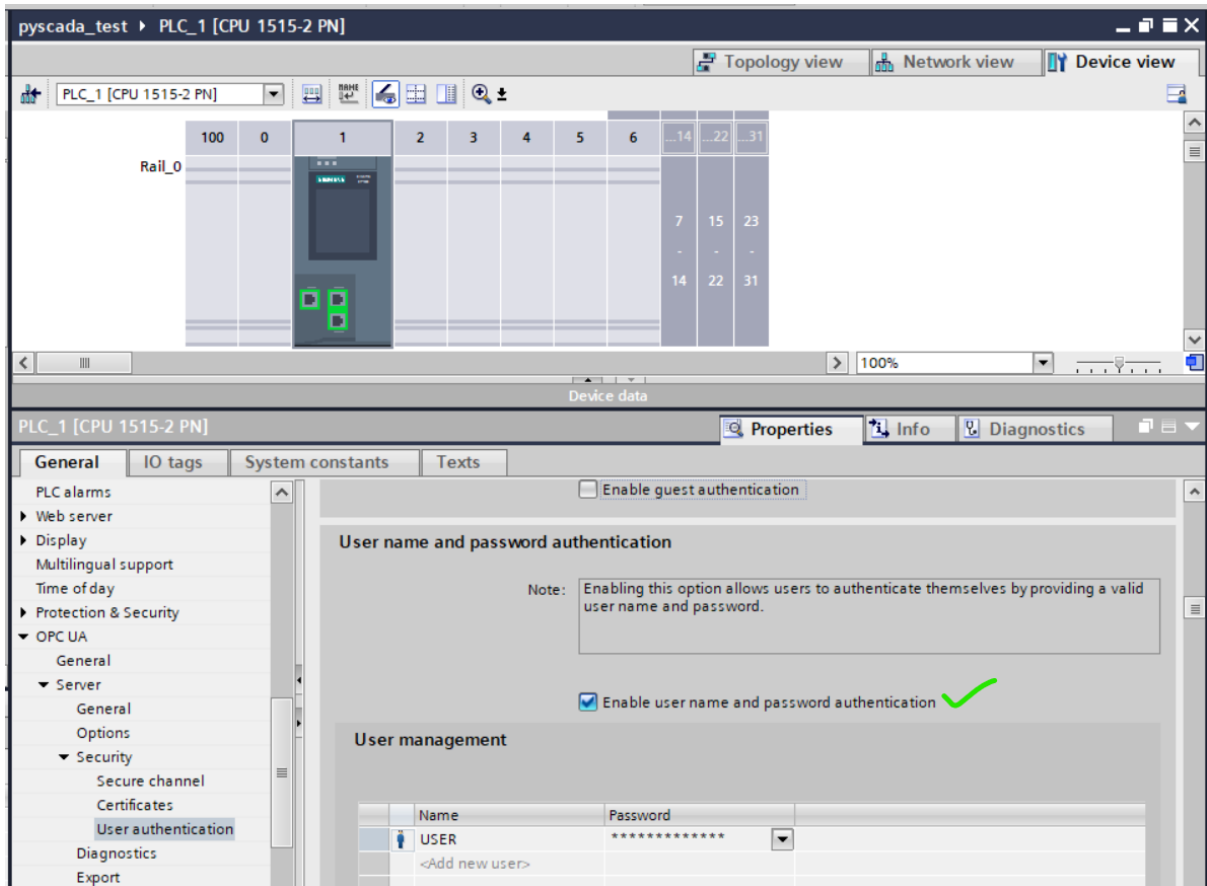 pyscada_test ▸ PLC_1 [CPU 1515-2 PN]
Topology view
Network view
Device view
PLC_1 [CPU 1515-2 PN]
100 0 1 2 3 4 5 6 ...14 ...22 ...31
Rail_0
SIEMENS
7 15 23
- - -
14 22 31
100%
Device data
PLC_1 [CPU 1515-2 PN]
Properties
Info
Diagnostics
General
IO tags
System constants
Texts
PLC alarms
Web server
Display
Multilingual support
Time of day
Protection & Security
OPC UA
General
Server
General
Options
Security
Secure channel
Certificates
User authentication
Diagnostics
Export
Enable guest authentication
User name and password authentication
Note: Enabling this option allows users to authenticate themselves by providing a valid
user name and password.
Enable user name and password authentication
User management
Name Password
USER *************
<Add new user>